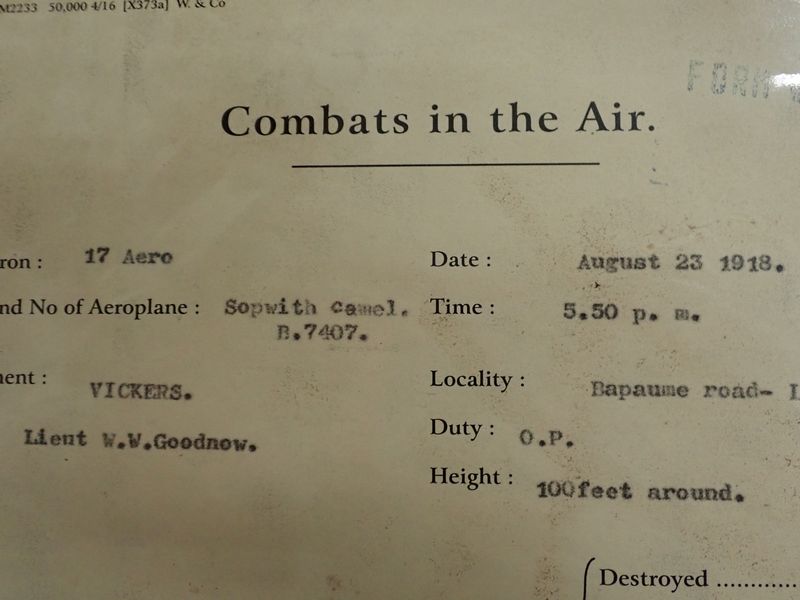 M2233 50,000 4/16 [X373a] W. & Co
FORM
Combats in the Air.
ron : 17 Aero
Date : August 23 1918.
nd No of Aeroplane : Sopwith Camel.
B.7407.
Time : 5.50 p. m.
ment : VICKERS.
Locality : Bapaume road-
Lient W.W.Goodnow.
Duty : O.P.
Height : 100feet around.
Destroyed ............